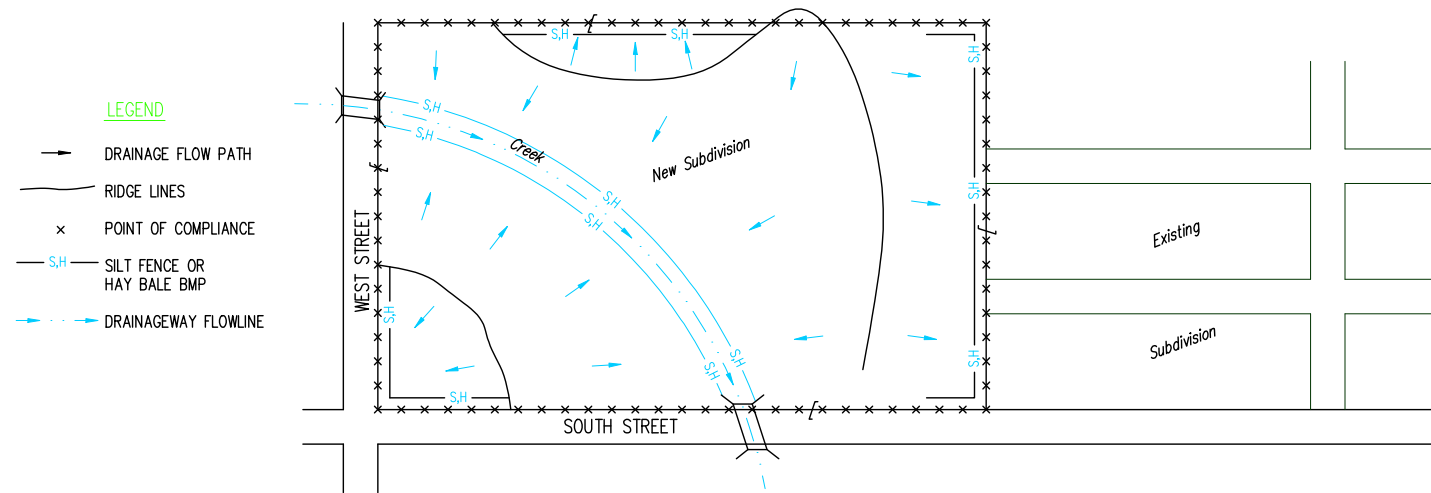 LEGEND
DRAINAGE FLOW PATH
RIDGE LINES
POINT OF COMPLIANCE
S,H
SILT FENCE OR
HAY BALE BMP
DRAINAGEWAY FLOWLINE
S,H
S,H
S,H
S,H
S,H
Creek
New Subdivision
S,H
S,H
S,H
WEST STREET
Existing
S,H
Subdivision
S,H
S,H
S,H
S,H
SOUTH STREET